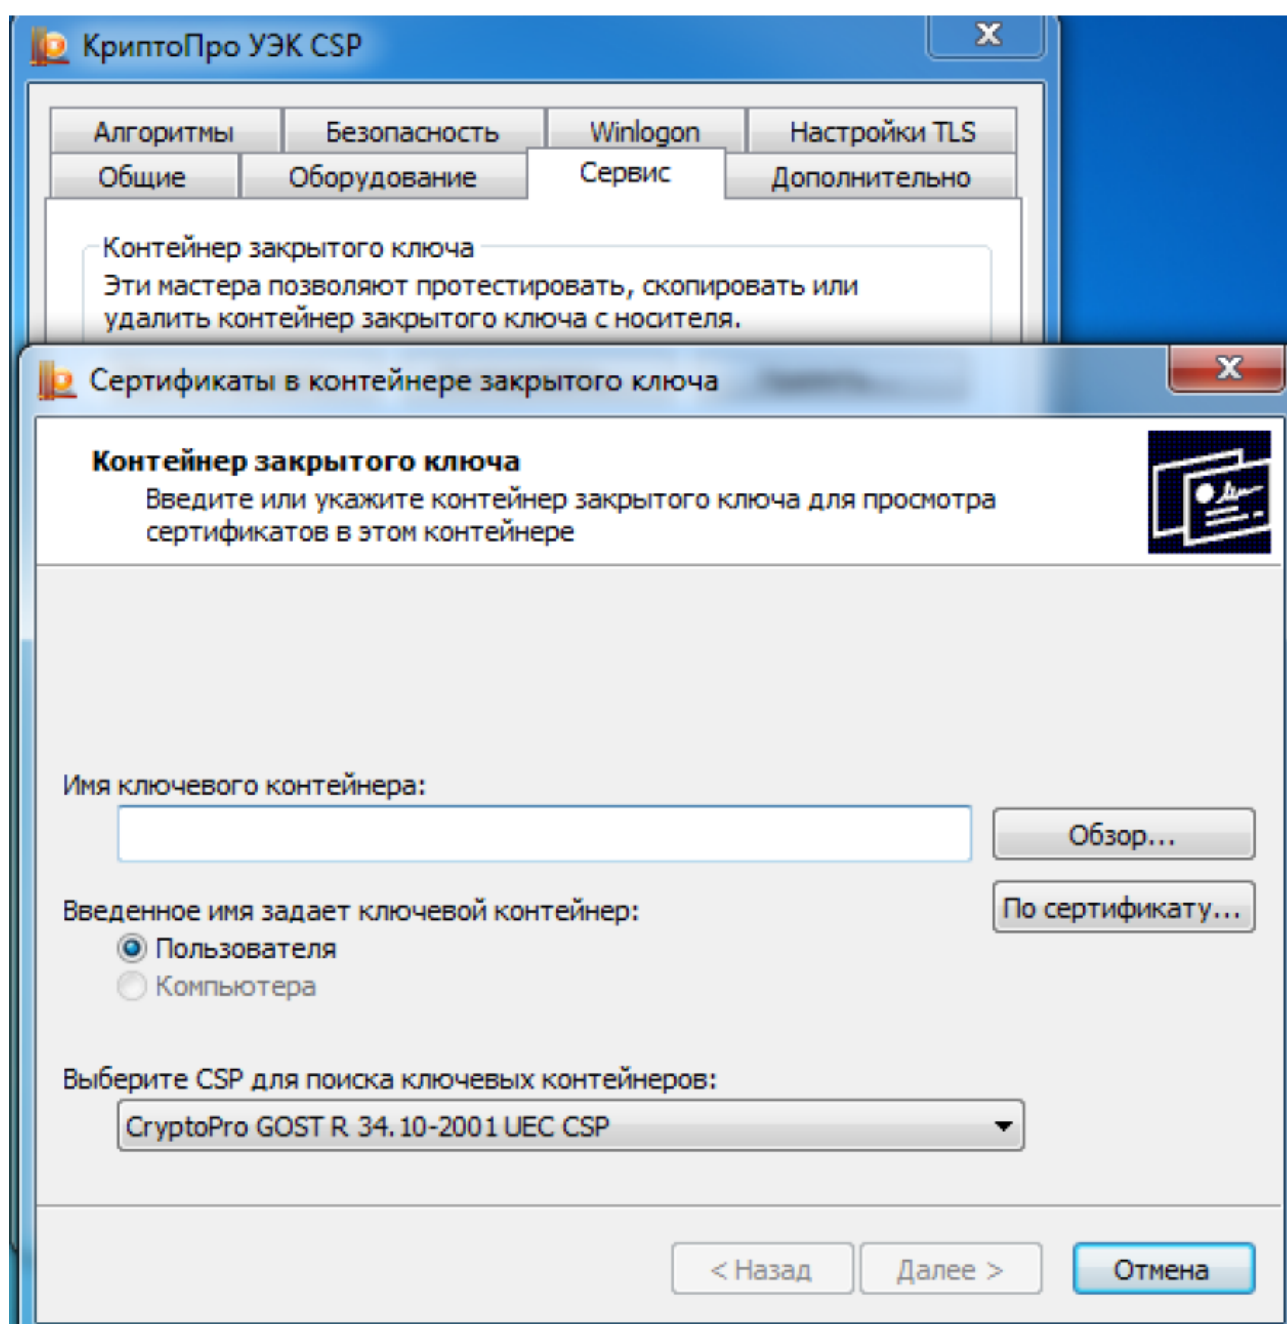 КриптоПро УЭК CSP
Алгоритмы Безопасность Winlogon Настройки TLS
Общие Оборудование Сервис Дополнительно
Контейнер закрытого ключа
Эти мастера позволяют протестировать, скопировать или
удалить контейнер закрытого ключа с носителя.
Сертификаты в контейнере закрытого ключа
Контейнер закрытого ключа
Введите или укажите контейнер закрытого ключа для просмотра
сертификатов в этом контейнере
Имя ключевого контейнера:
Обзор...
Введенное имя задает ключевой контейнер:
По сертификату...
Пользователя
Компьютера
Выберите CSP для поиска ключевых контейнеров:
CryptoPro GOST R 34.10-2001 UEC CSP
< Назад Далее > Отмена